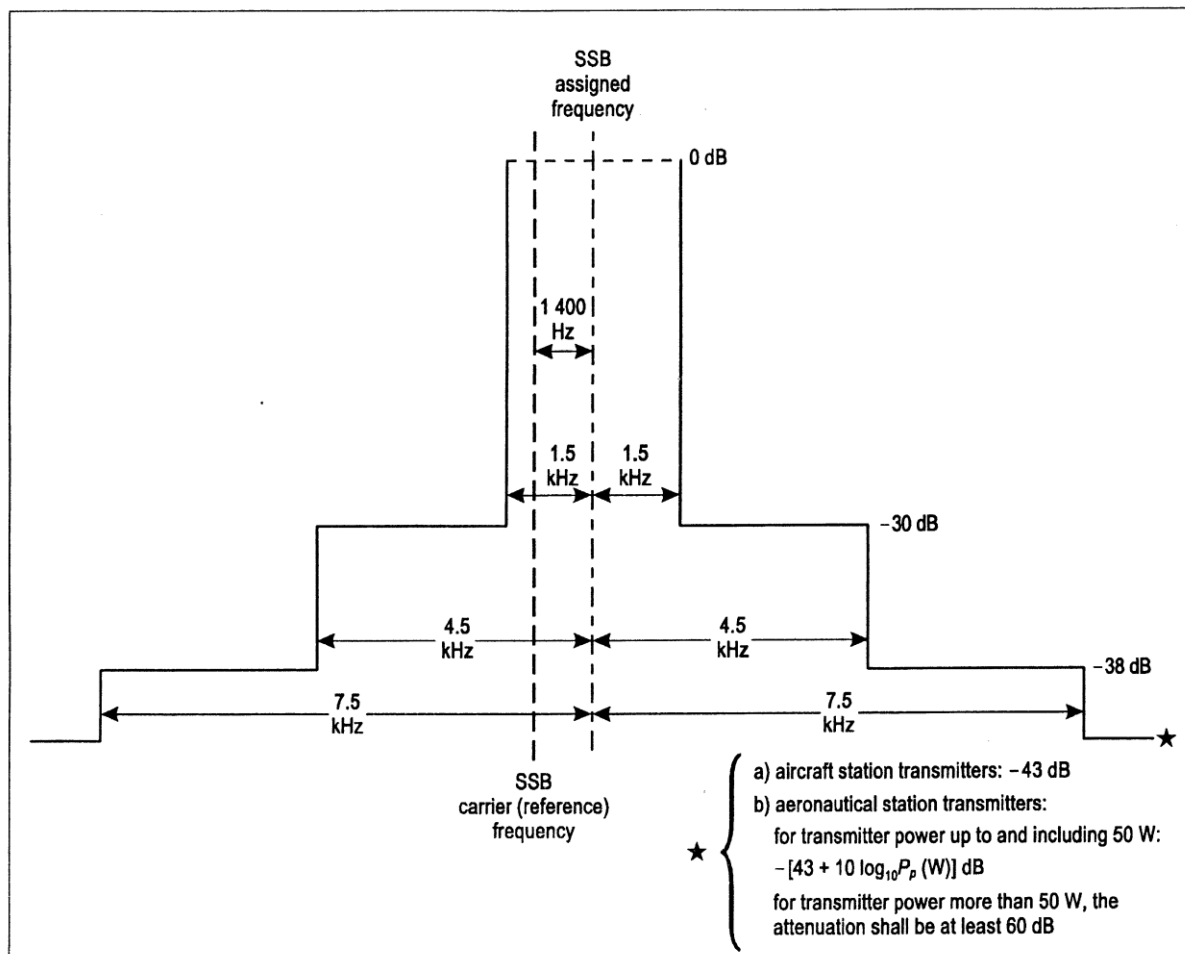 SSB
assigned
frequency
0 dB
1 400
Hz
1.5
kHz
1.5
kHz
−30 dB
4.5
kHz
4.5
kHz
−38 dB
7.5
kHz
7.5
kHz
★
SSB
carrier (reference)
frequency
★
a) aircraft station transmitters: −43 dB
b) aeronautical station transmitters:
for transmitter power up to and including 50 W:
−[43 + 10 log₁₀Pₚ (W)] dB
for transmitter power more than 50 W, the
attenuation shall be at least 60 dB